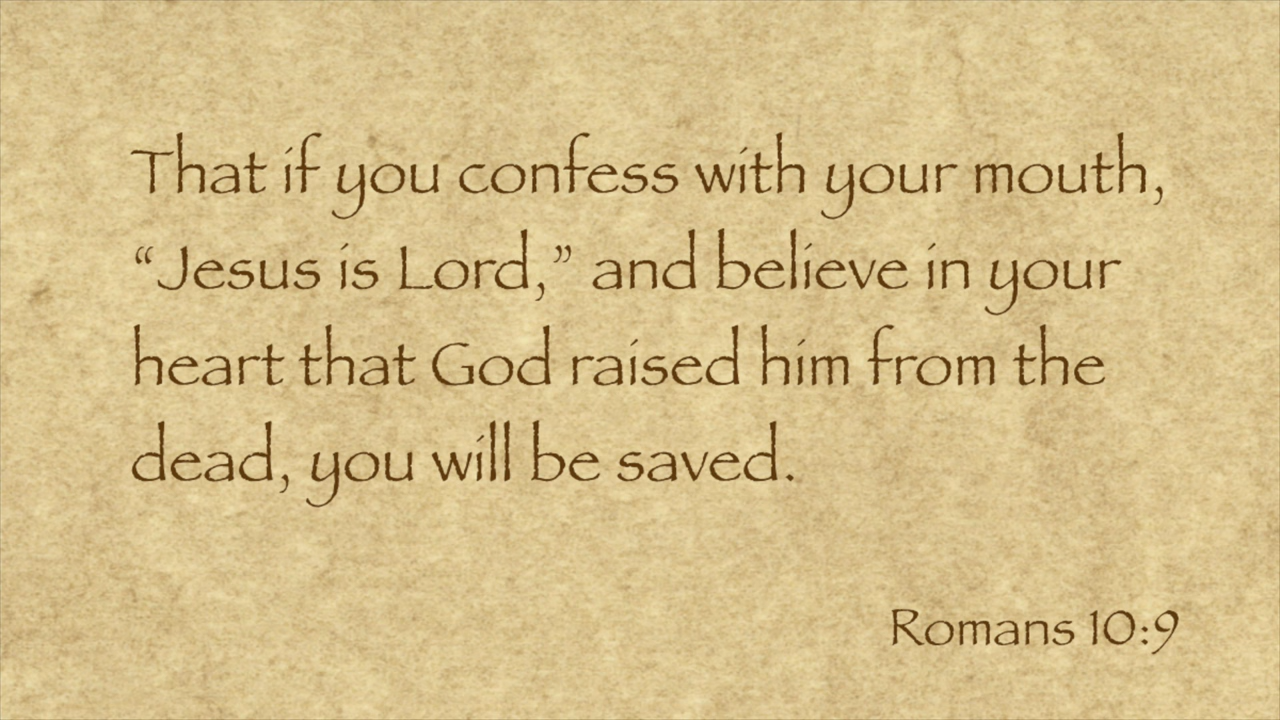 That if you confess with your mouth,
“Jesus is Lord,” and believe in your
heart that God raised him from the
dead, you will be saved.
Romans 10:9